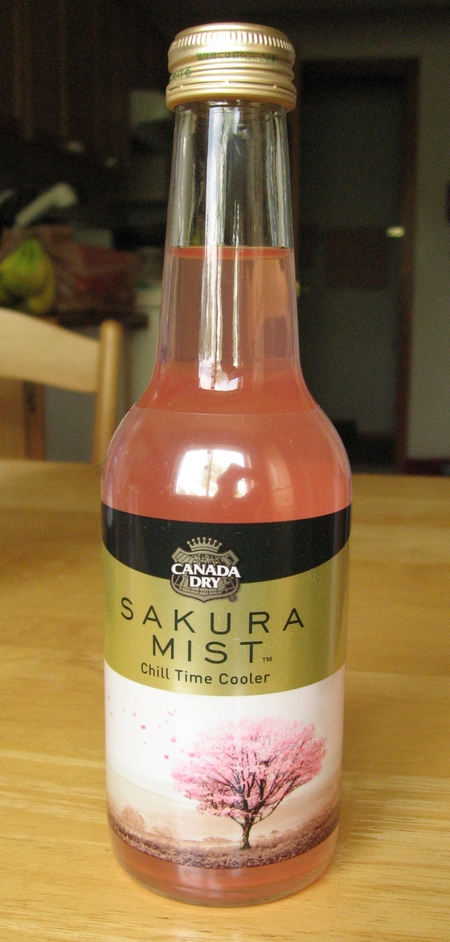 CANADA
DRY
SAKURA
MIST™
Chill Time Cooler